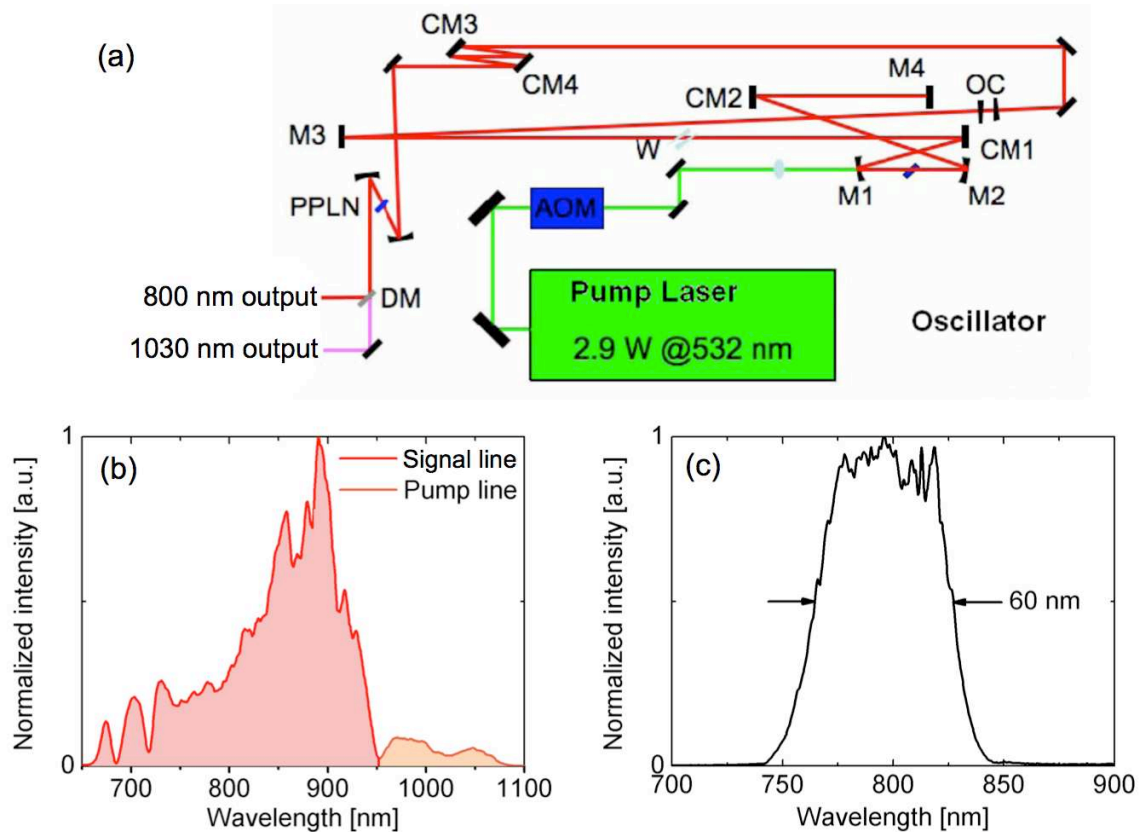 (a)
CM3
CM4
M4
CM2
OC
M3
W
CM1
M1
M2
PPLN
AOM
DM
800 nm output
1030 nm output
Pump Laser
2.9 W @532 nm
Oscillator
(b)
Signal line
Pump line
Normalized intensity [a.u.]
1
0
700
800
900
1000
1100
Wavelength [nm]
(c)
60 nm
Normalized intensity [a.u.]
1
0
700
750
800
850
900
Wavelength [nm]